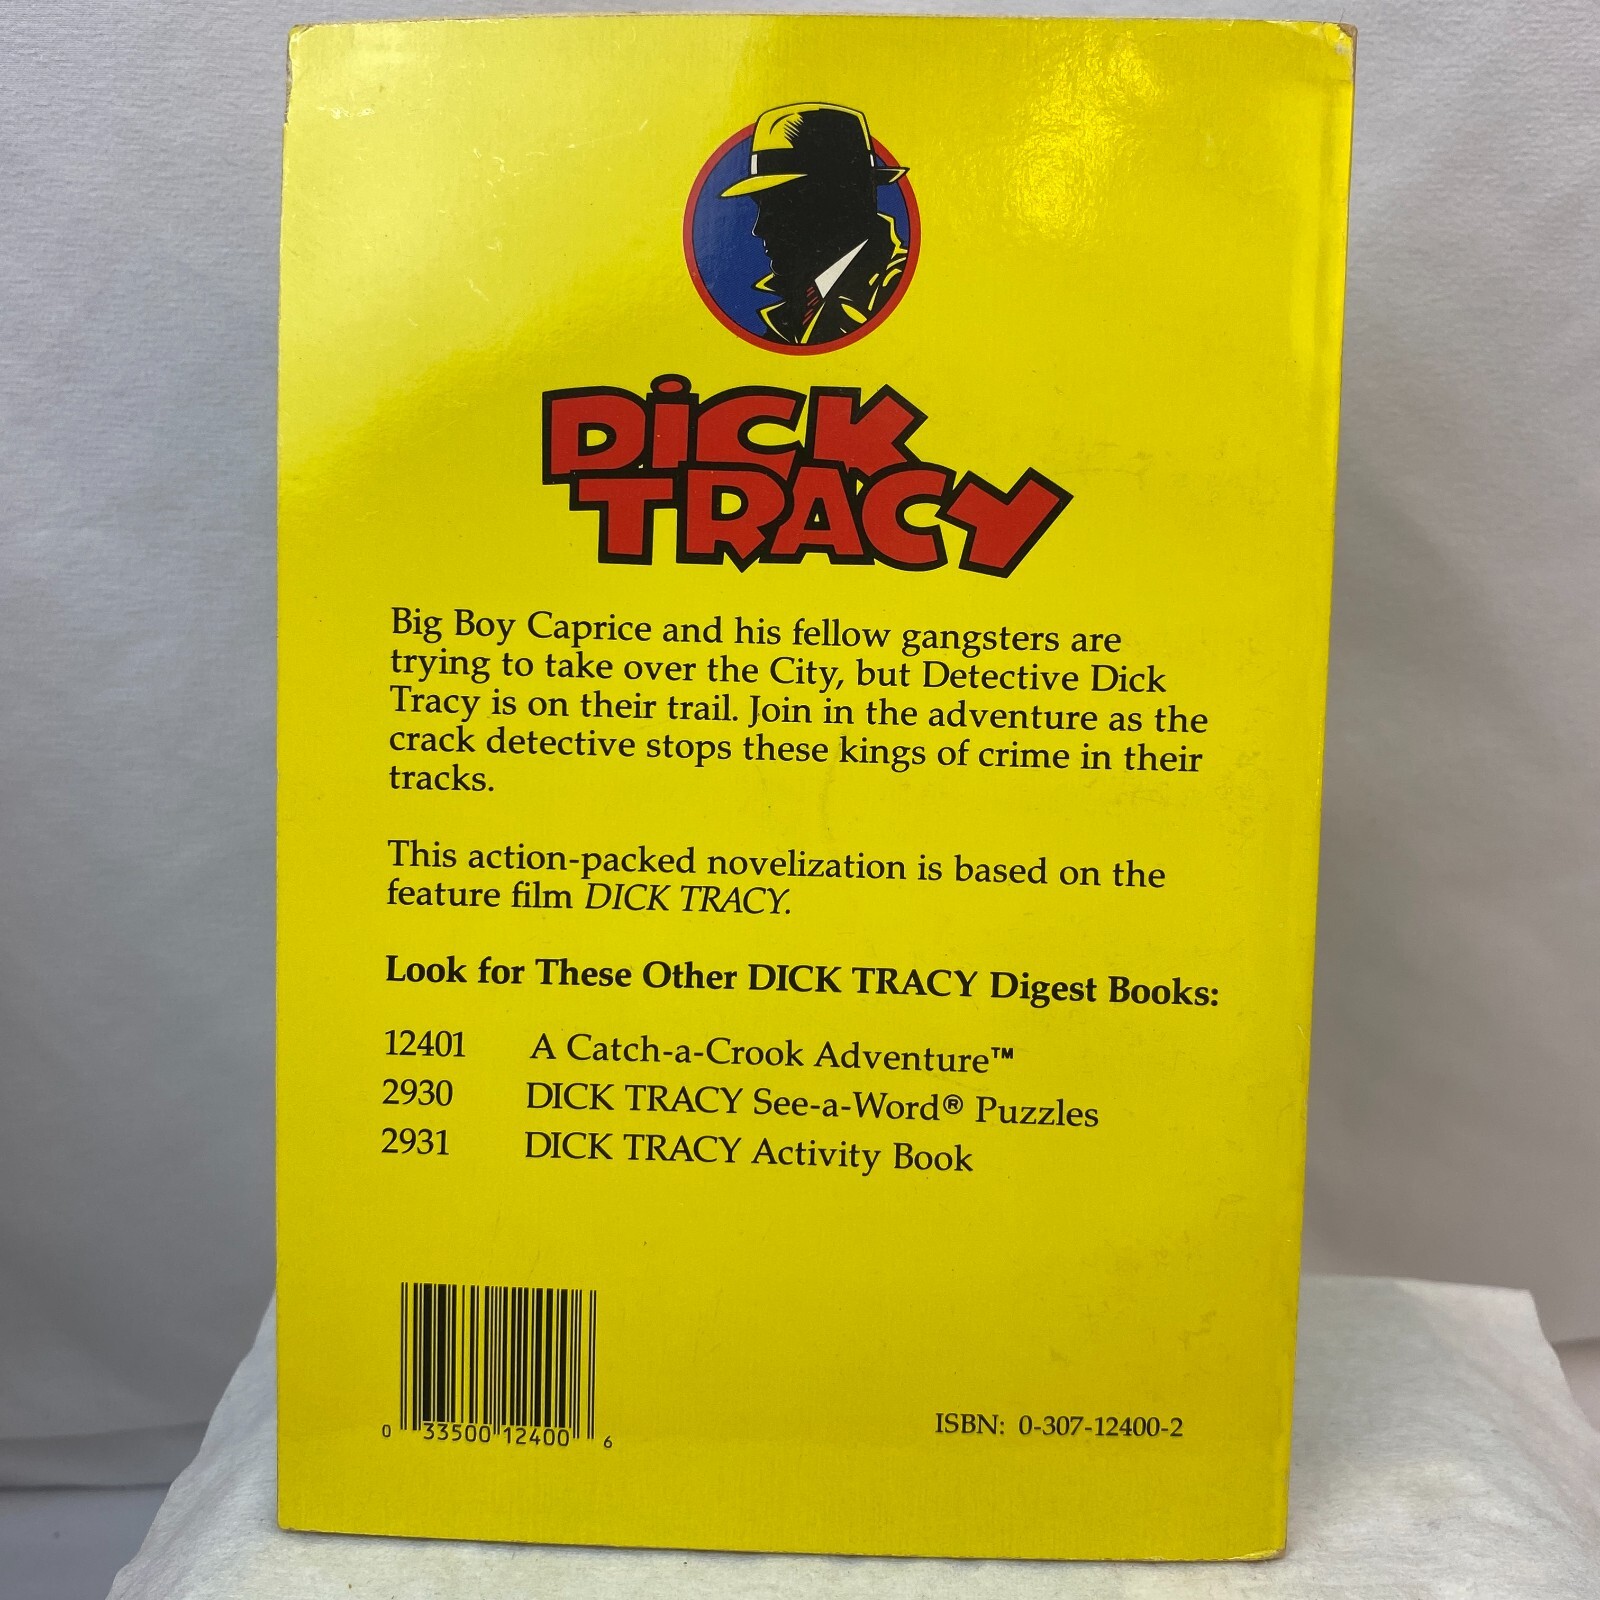 DiCK
TRACY
Big Boy Caprice and his fellow gangsters are
trying to take over the City, but Detective Dick
Tracy is on their trail. Join in the adventure as the
crack detective stops these kings of crime in their
tracks.
This action-packed novelization is based on the
feature film DICK TRACY.
Look for These Other DICK TRACY Digest Books:
12401 A Catch-a-Crook Adventure™
2930 DICK TRACY See-a-Word® Puzzles
2931 DICK TRACY Activity Book
0 33500 12400 6
ISBN: 0-307-12400-2